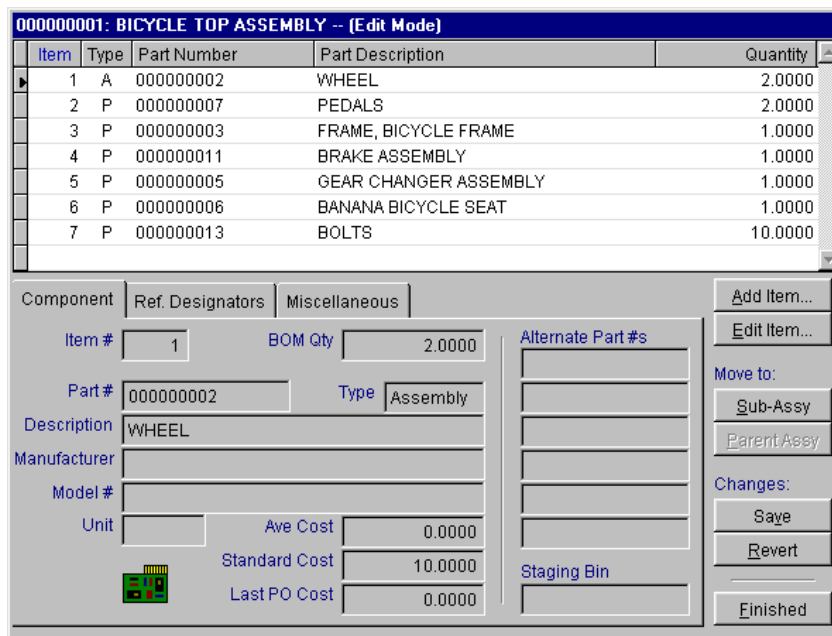 000000001: BICYCLE TOP ASSEMBLY -- (Edit Mode)
Item Type Part Number Part Description Quantity
1 A 000000002 WHEEL 2.0000
2 P 000000007 PEDALS 2.0000
3 P 000000003 FRAME, BICYCLE FRAME 1.0000
4 P 000000011 BRAKE ASSEMBLY 1.0000
5 P 000000005 GEAR CHANGER ASSEMBLY 1.0000
6 P 000000006 BANANA BICYCLE SEAT 1.0000
7 P 000000013 BOLTS 10.0000
Component Ref. Designators Miscellaneous
Item # 1 BOM Qty 2.0000
Part # 000000002 Type Assembly
Description WHEEL
Manufacturer
Model #
Unit Ave Cost 0.0000
Standard Cost 10.0000
Last PO Cost 0.0000
Alternate Part #s
Staging Bin
Add Item...
Edit Item...
Move to:
Sub-Assy
Parent Assy
Changes:
Save
Revert
Finished